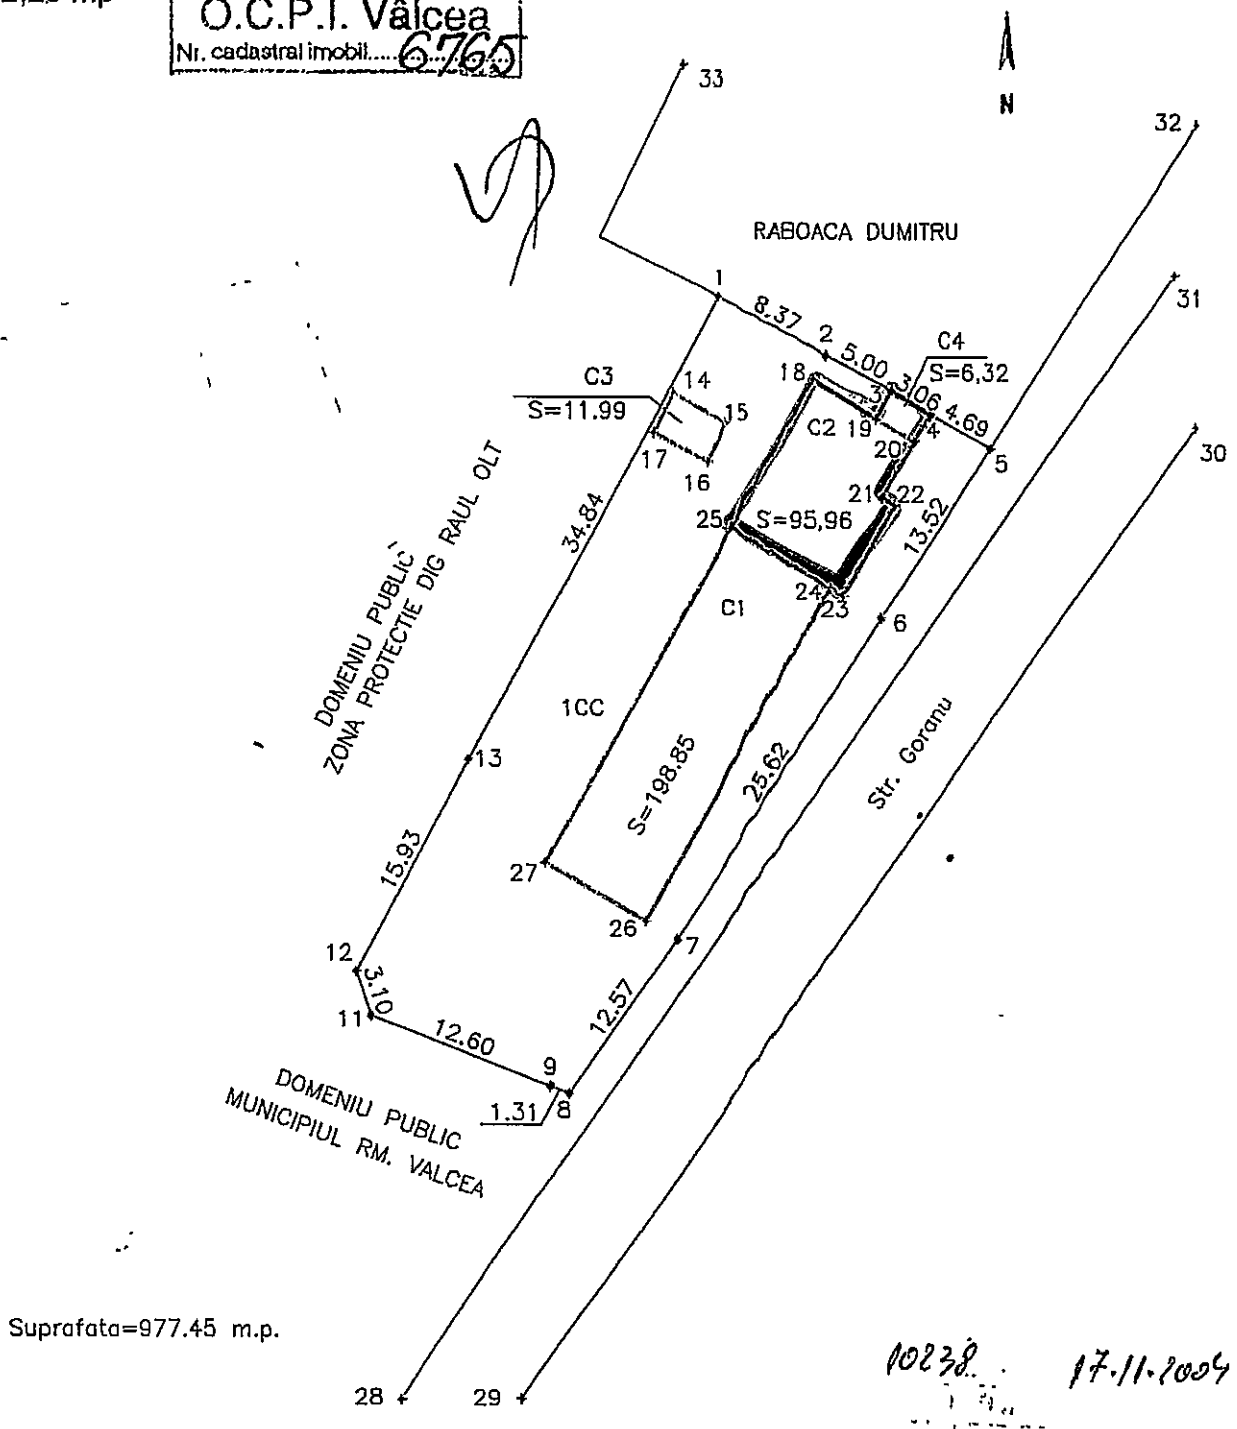 O.C.P.I. Vâlcea
Nr. cadastral imobil.....6765
33
N
32
RABOACA DUMITRU
31
1
8,37
2
5.00
C4
S=6,32
3.06
4.69
18
3
C3
S=11.99
14
15
C2
19
4
20
5
30
17
16
21
22
34.84
25
S=95,96
13.52
DOMENIU PUBLIC
ZONA PROTECTIE DIG RAUL OLT
24
23
C1
6
1CC
Str. Goranu
13
S=198.85
25.62
15.93
27
26
7
12
3.10
11
12.60
12.57
9
8
1.31
DOMENIU PUBLIC
MUNICIPIUL RM. VALCEA
Suprafata=977.45 m.p.
10238
17.11.2004
28
29